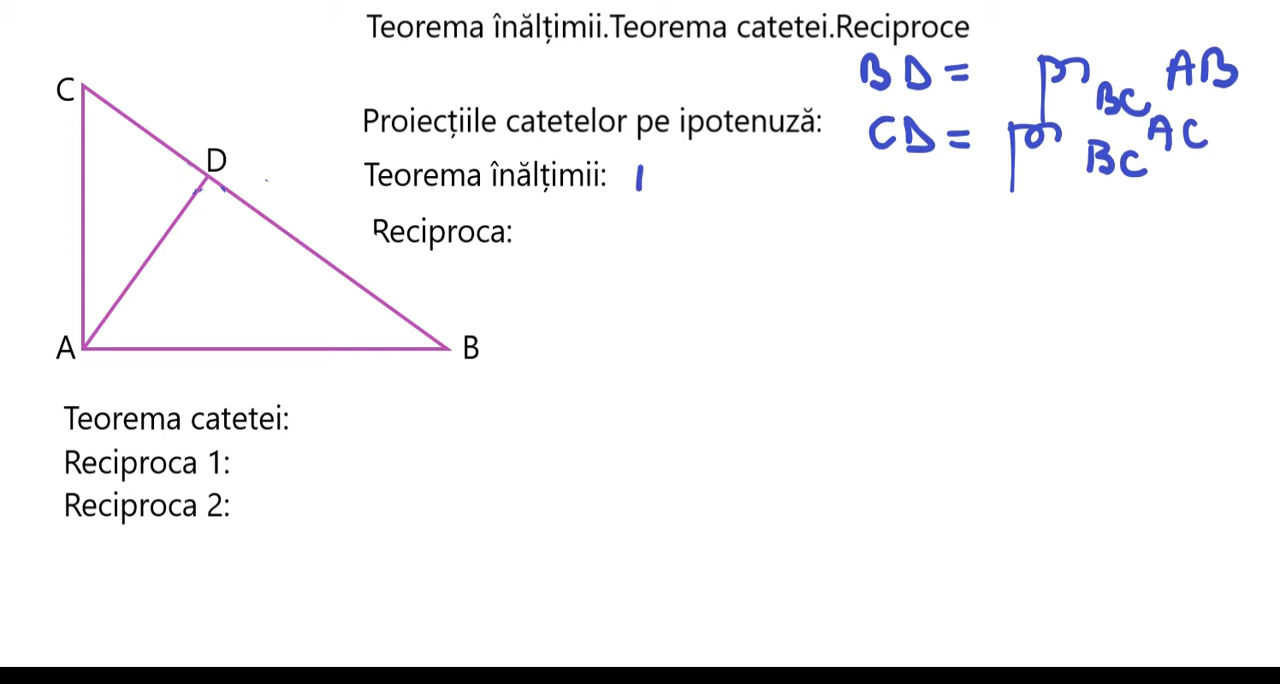 Teorema înălțimii.Teorema catetei.Reciproce
C
D
A
B
Proiecțiile catetelor pe ipotenuză:
BD = pr BC AB
CD = pr BC AC
Teorema înălțimii:
Reciproca:
Teorema catetei:
Reciproca 1:
Reciproca 2: